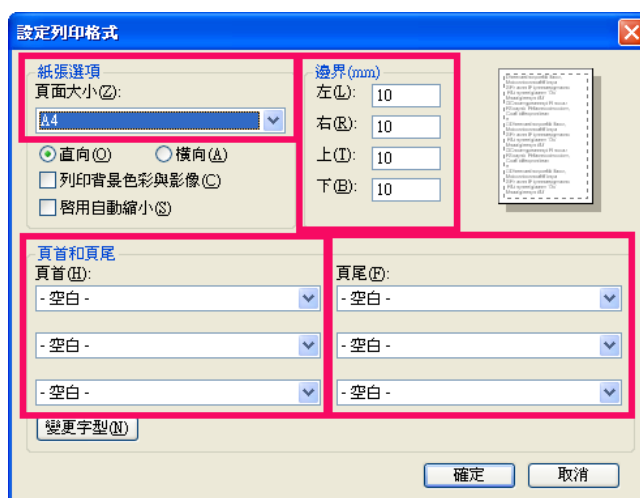 設定列印格式
紙張選項
頁面大小(Z):
A4
直向(O) 橫向(A)
列印背景色彩與影像(C)
啟用自動縮小(S)
邊界(mm)
左(L): 10
右(R): 10
上(T): 10
下(B): 10
頁首和頁尾
頁首(H):
- 空白 -
- 空白 -
- 空白 -
頁尾(F):
- 空白 -
- 空白 -
- 空白 -
變更字型(N)
確定 取消